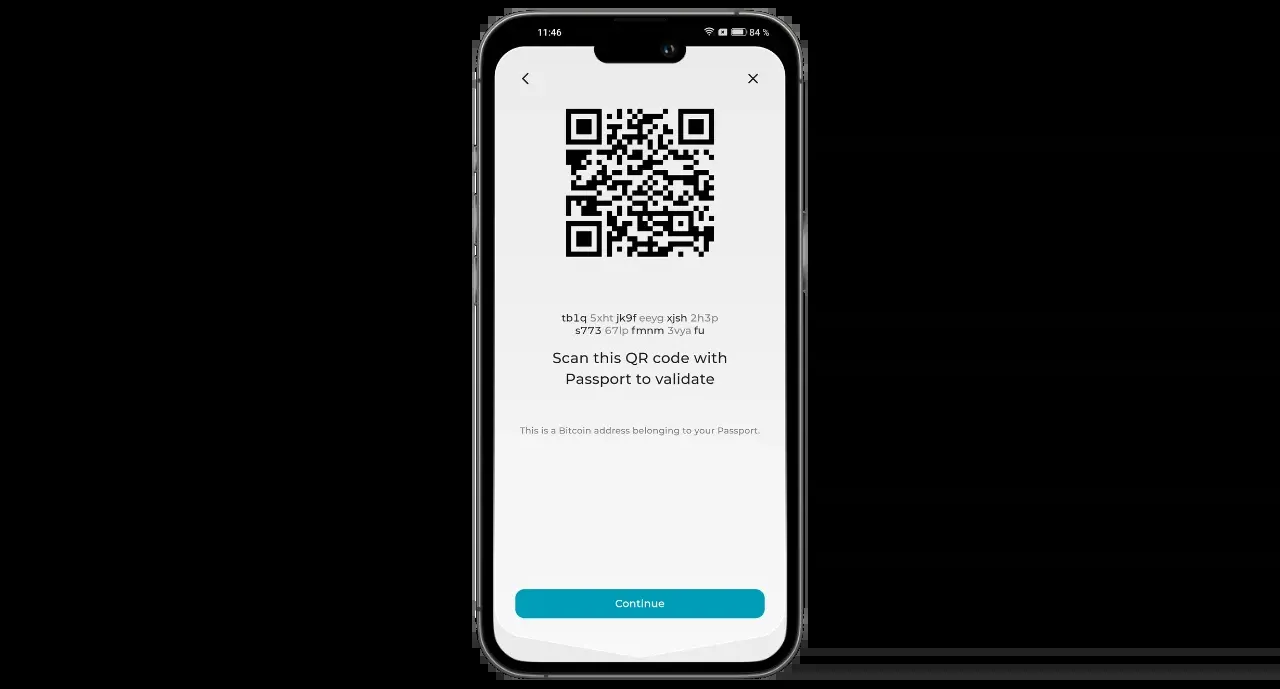 11:46 84 %
tb1q 5xht jk9f eeyg xjsh 2h3p
s773 67lp fmnm 3vya fu
Scan this QR code with
Passport to validate
This is a Bitcoin address belonging to your Passport.
Continue